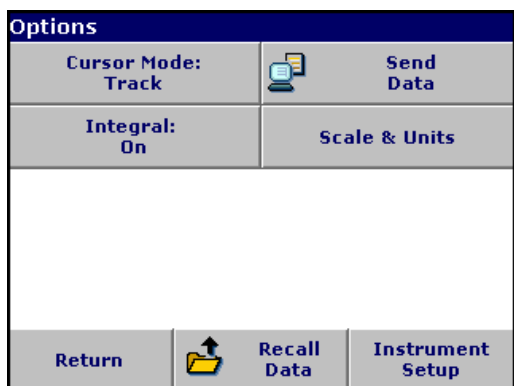 Options
Cursor Mode:
Track
Send
Data
Integral:
On
Scale & Units
Return
Recall
Data
Instrument
Setup